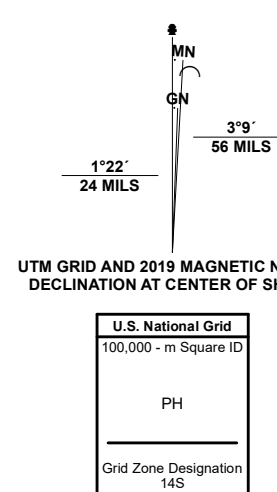 MN
GN
3°9´
56 MILS
1°22´
24 MILS
UTM GRID AND 2019 MAGNETIC N
DECLINATION AT CENTER OF SH
U.S. National Grid
100,000 - m Square ID
PH
Grid Zone Designation
14S